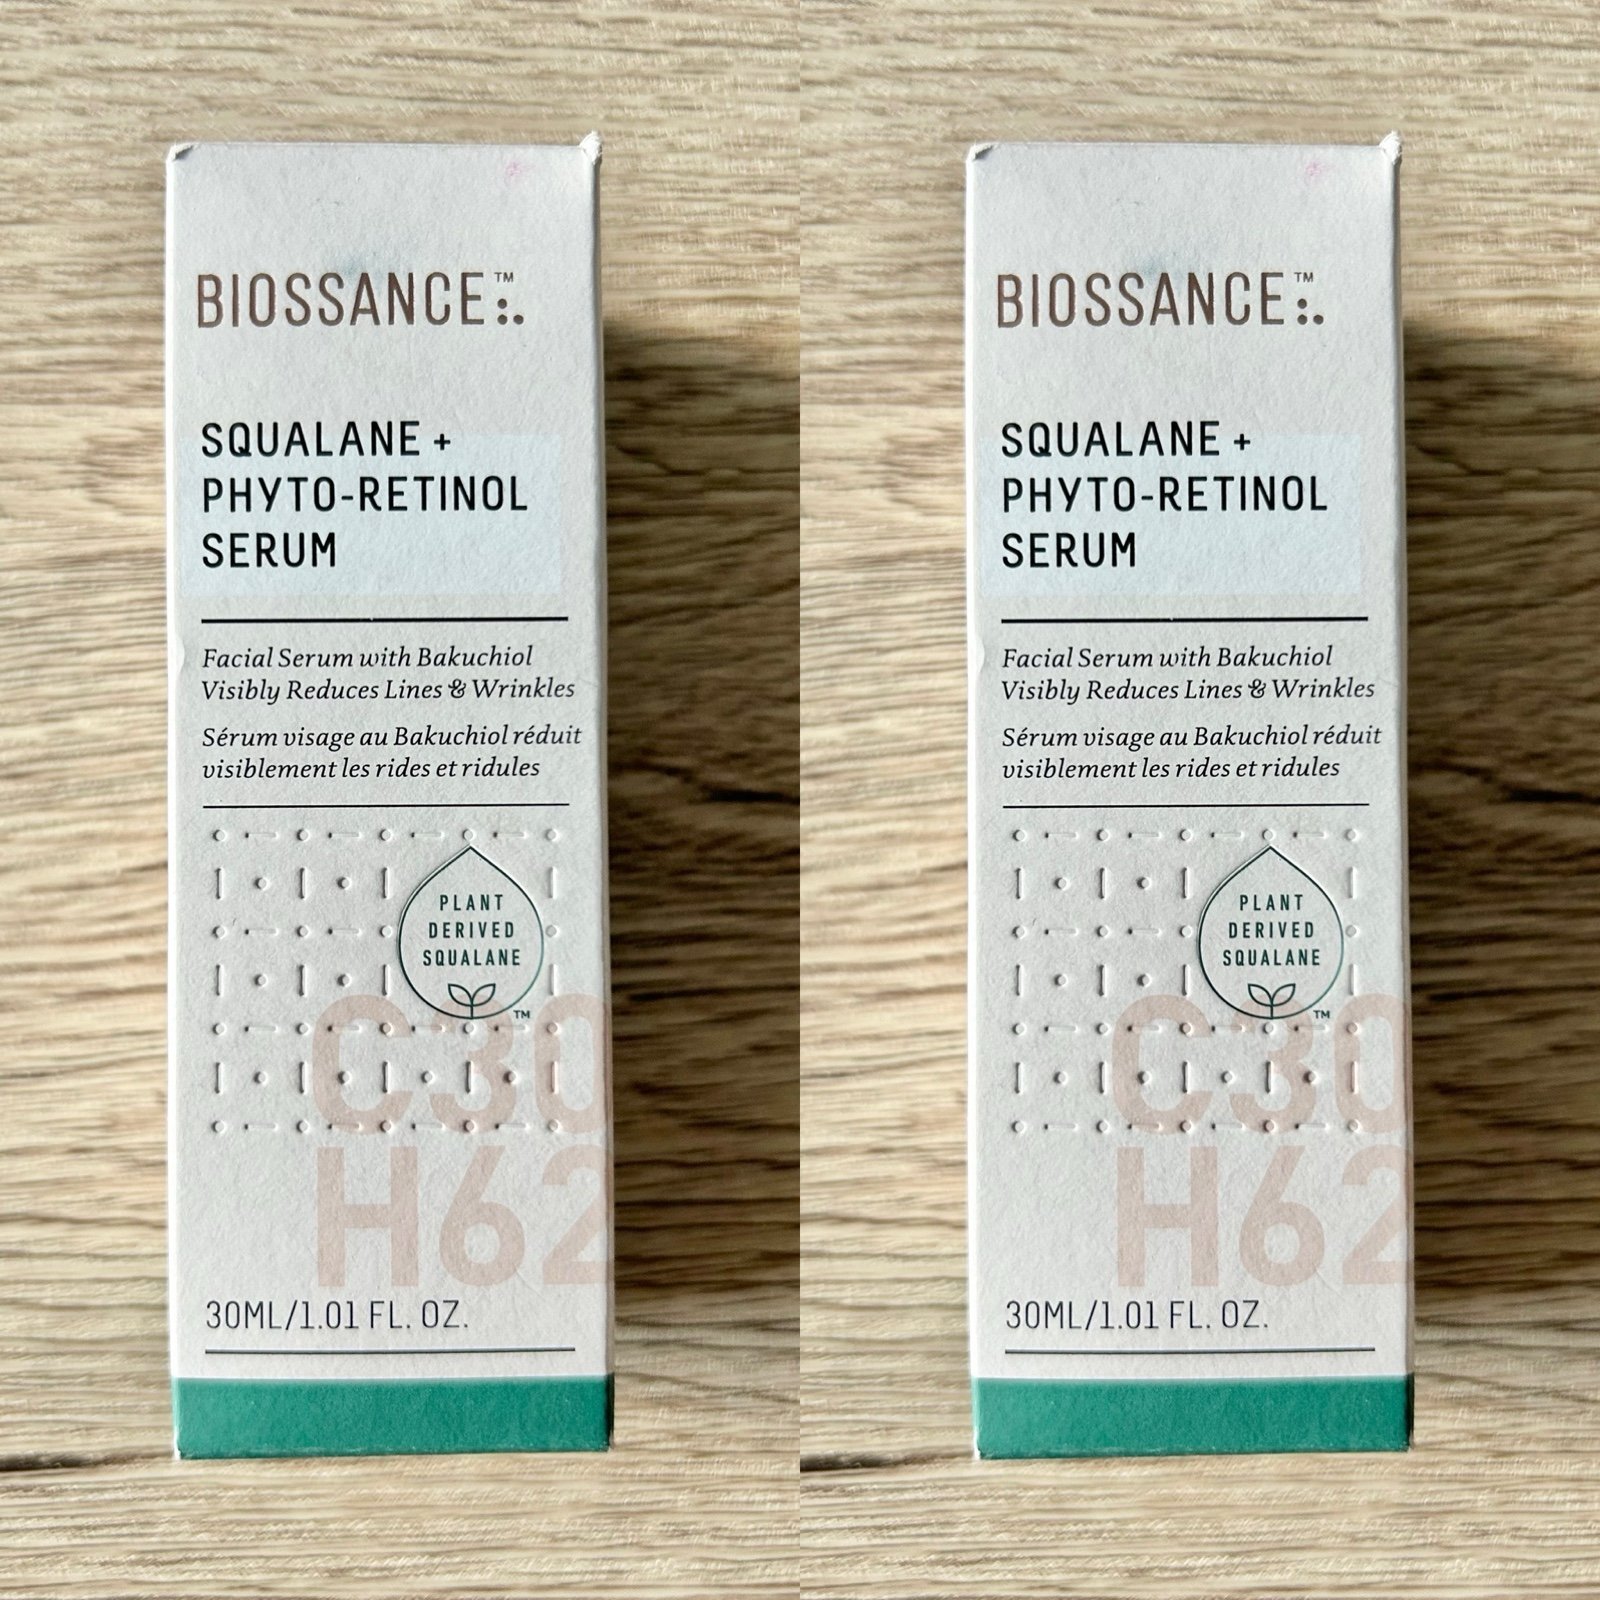 BIOSSANCE™
SQUALANE +
PHYTO-RETINOL
SERUM
Facial Serum with Bakuchiol
Visibly Reduces Lines & Wrinkles
Sérum visage au Bakuchiol réduit
visiblement les rides et ridules
PLANT
DERIVED
SQUALANE
TM
C30
H62
30ML/1.01 FL. OZ.
BIOSSANCE™
SQUALANE +
PHYTO-RETINOL
SERUM
Facial Serum with Bakuchiol
Visibly Reduces Lines & Wrinkles
Sérum visage au Bakuchiol réduit
visiblement les rides et ridules
PLANT
DERIVED
SQUALANE
TM
C30
H62
30ML/1.01 FL. OZ.